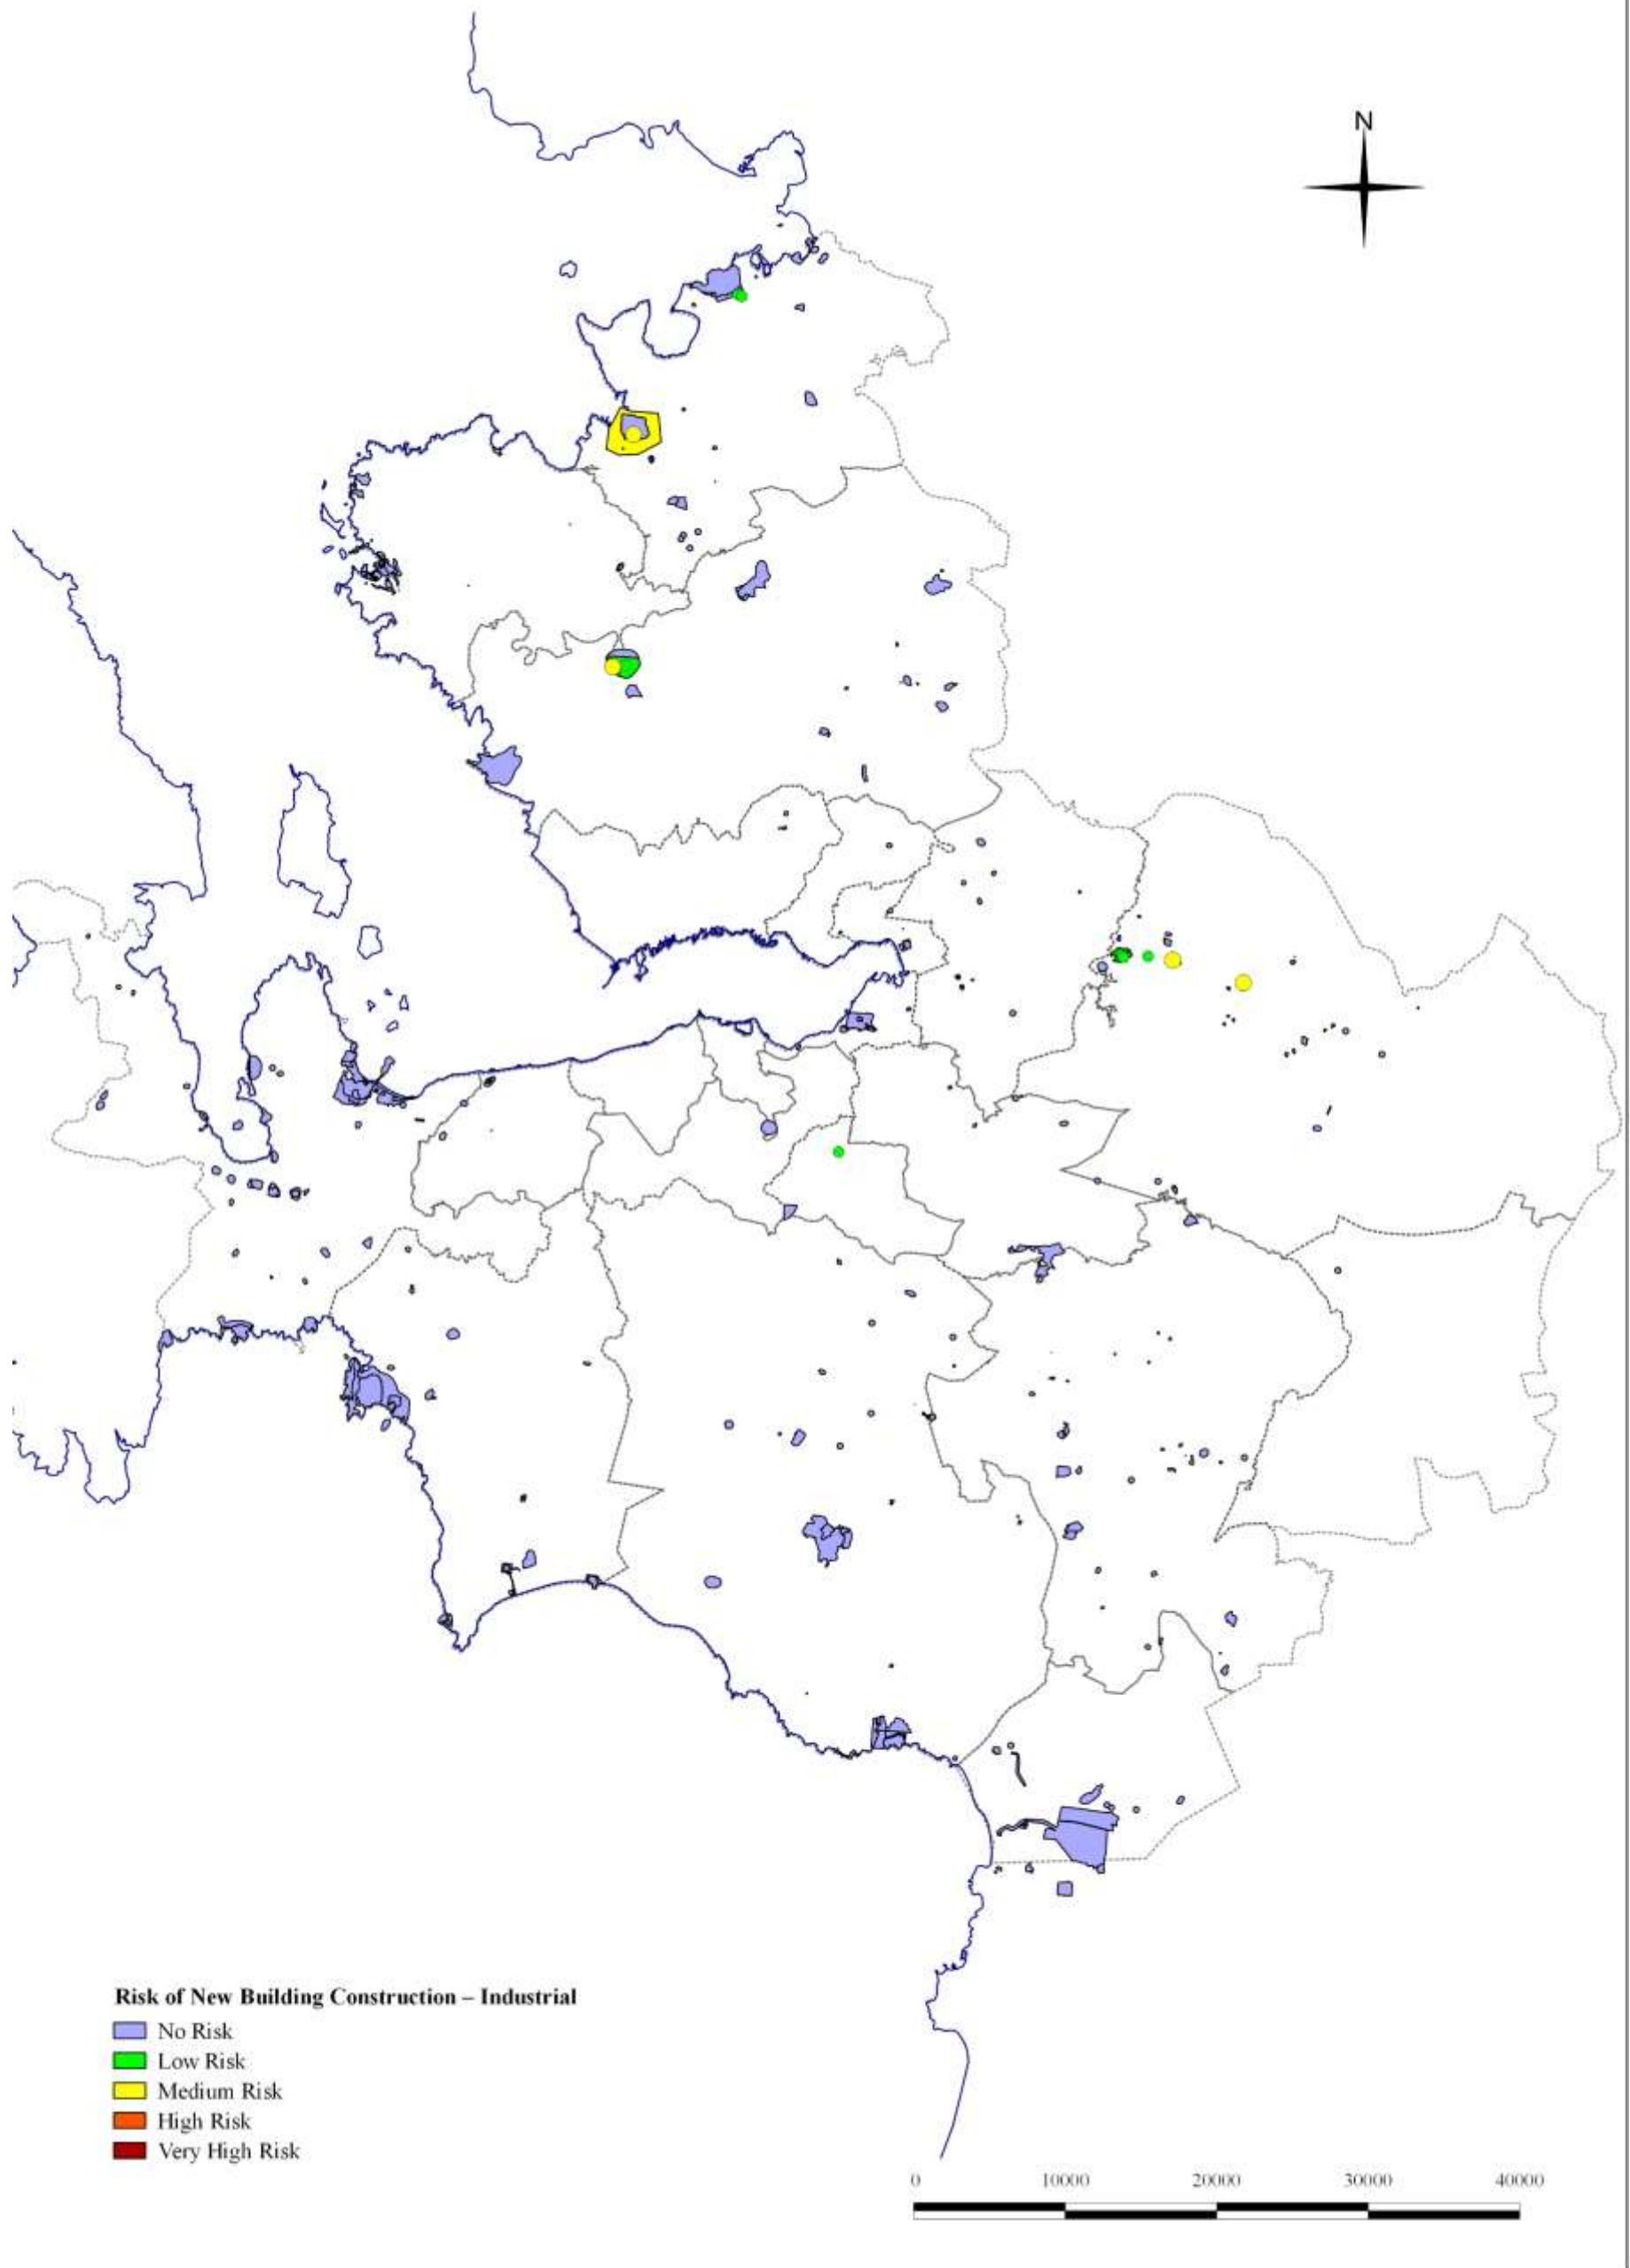 N
Risk of New Building Construction – Industrial
No Risk
Low Risk
Medium Risk
High Risk
Very High Risk
0 10000 20000 30000 40000